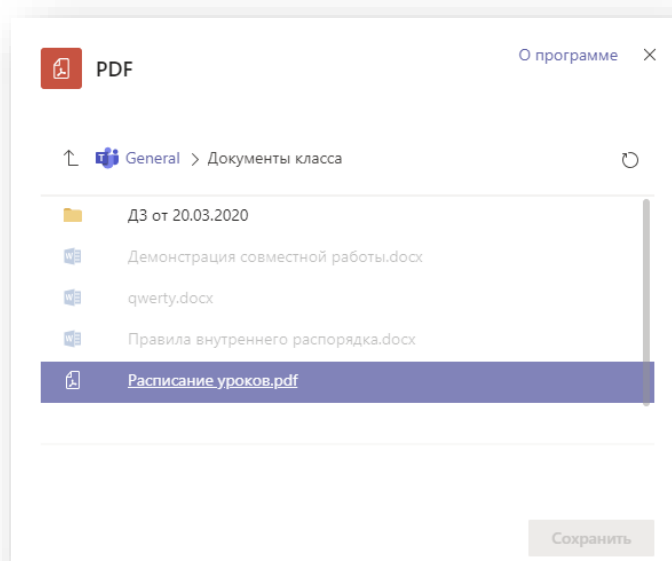 PDF
О программе
General > Документы класса
ДЗ от 20.03.2020
Демонстрация совместной работы.docx
qwerty.docx
Правила внутреннего распорядка.docx
Расписание уроков.pdf
Сохранить